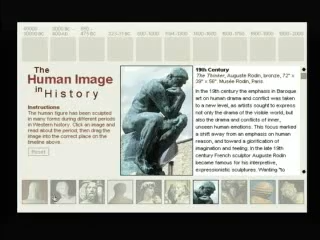 The
Human Image
in
History
Instructions
The human figure has been sculpted
in many forms during different periods
in Western history. Click an image and
read about the period, then drag the
image into the correct place on the
timeline above.
Reset
19th Century
The Thinker, Auguste Rodin, bronze, 72" x
39" x 56". Musée Rodin, Paris.
In the 19th century the emphasis in Baroque
art on human drama and conflict was taken
to a new level, as artists sought to express
not only the drama of the visible world, but
also the drama and conflicts of inner,
unseen human emotions. This focus marked
a shift away from an emphasis on human
reason, and toward a glorification of
imagination and feeling. In the late 19th
century French sculptor Auguste Rodin
became famous for his interpretive,
expressionistic sculptures. Wanting "to